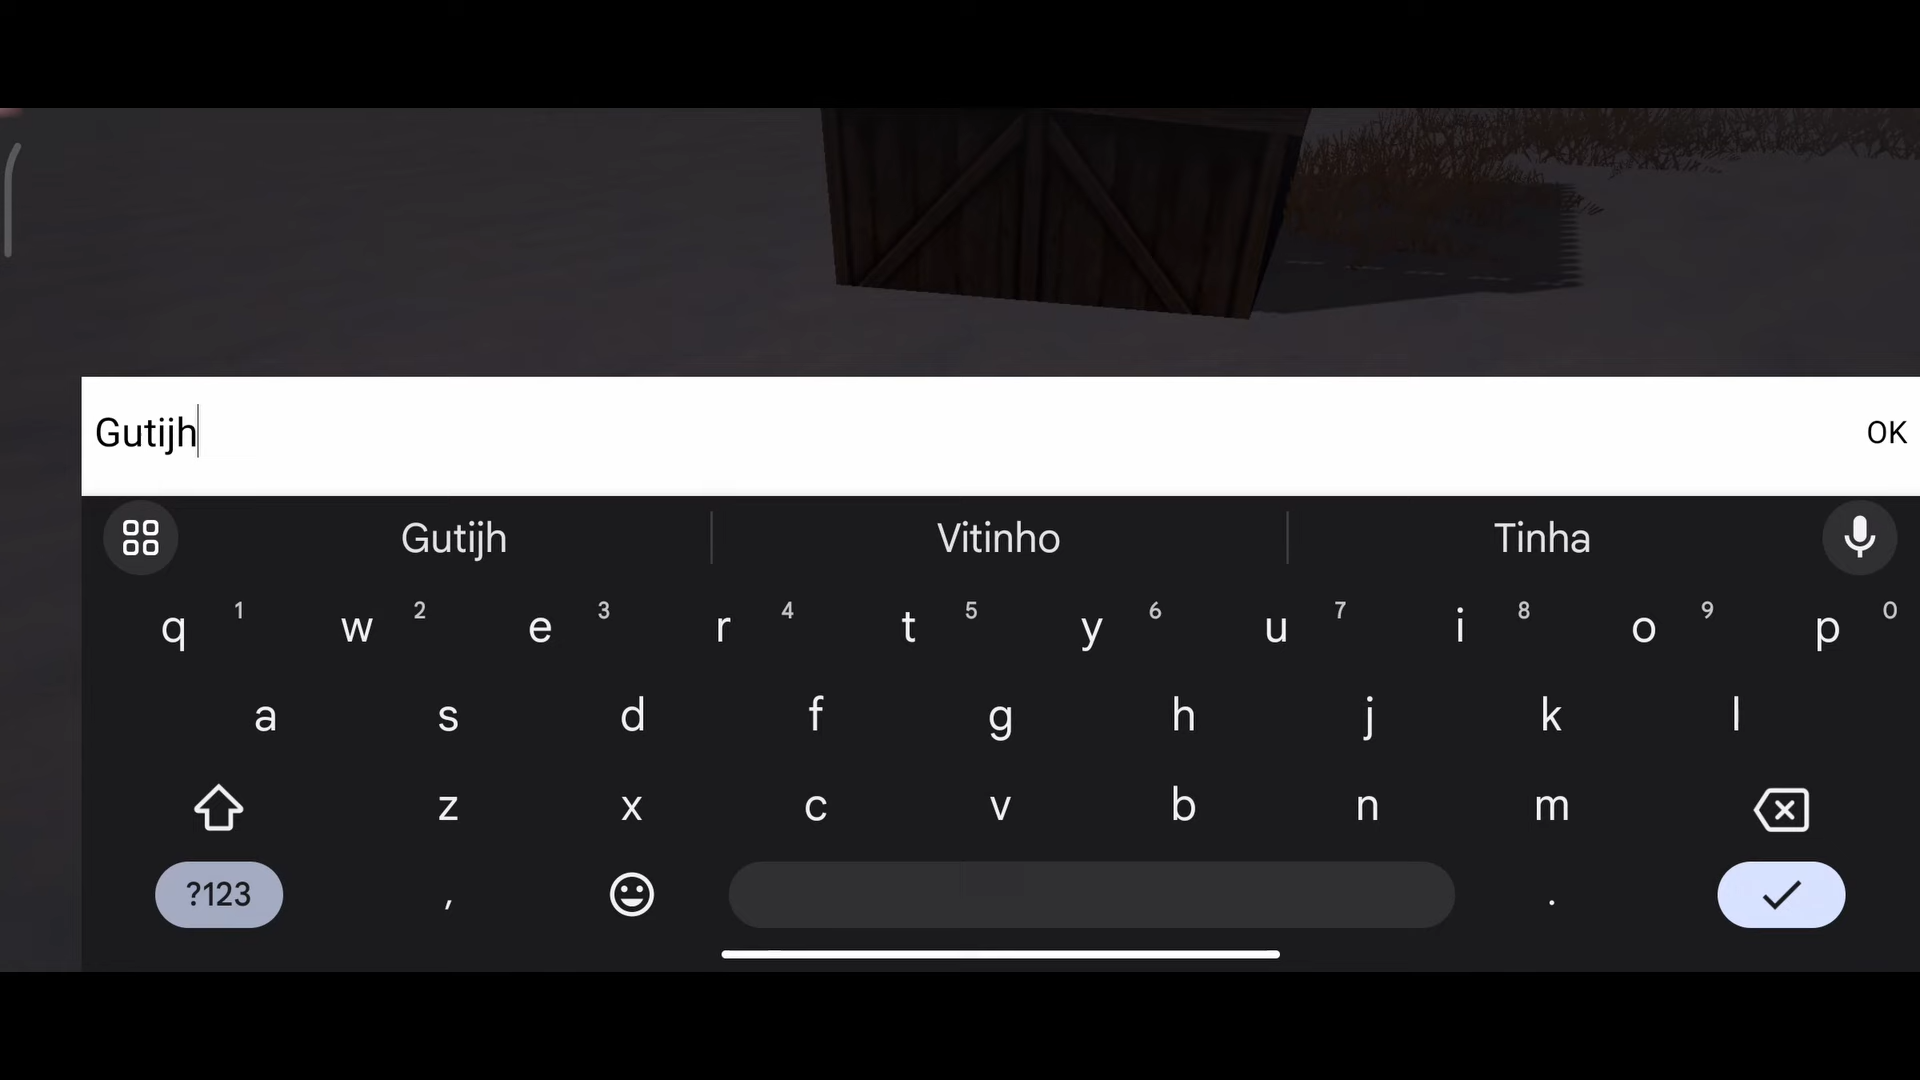 Gutijh OK
Gutijh Vitinho Tinha
q 1 w 2 e 3 r 4 t 5 y 6 u 7 i 8 o 9 p 0
a s d f g h j k l
z x c v b n m
?123 , .